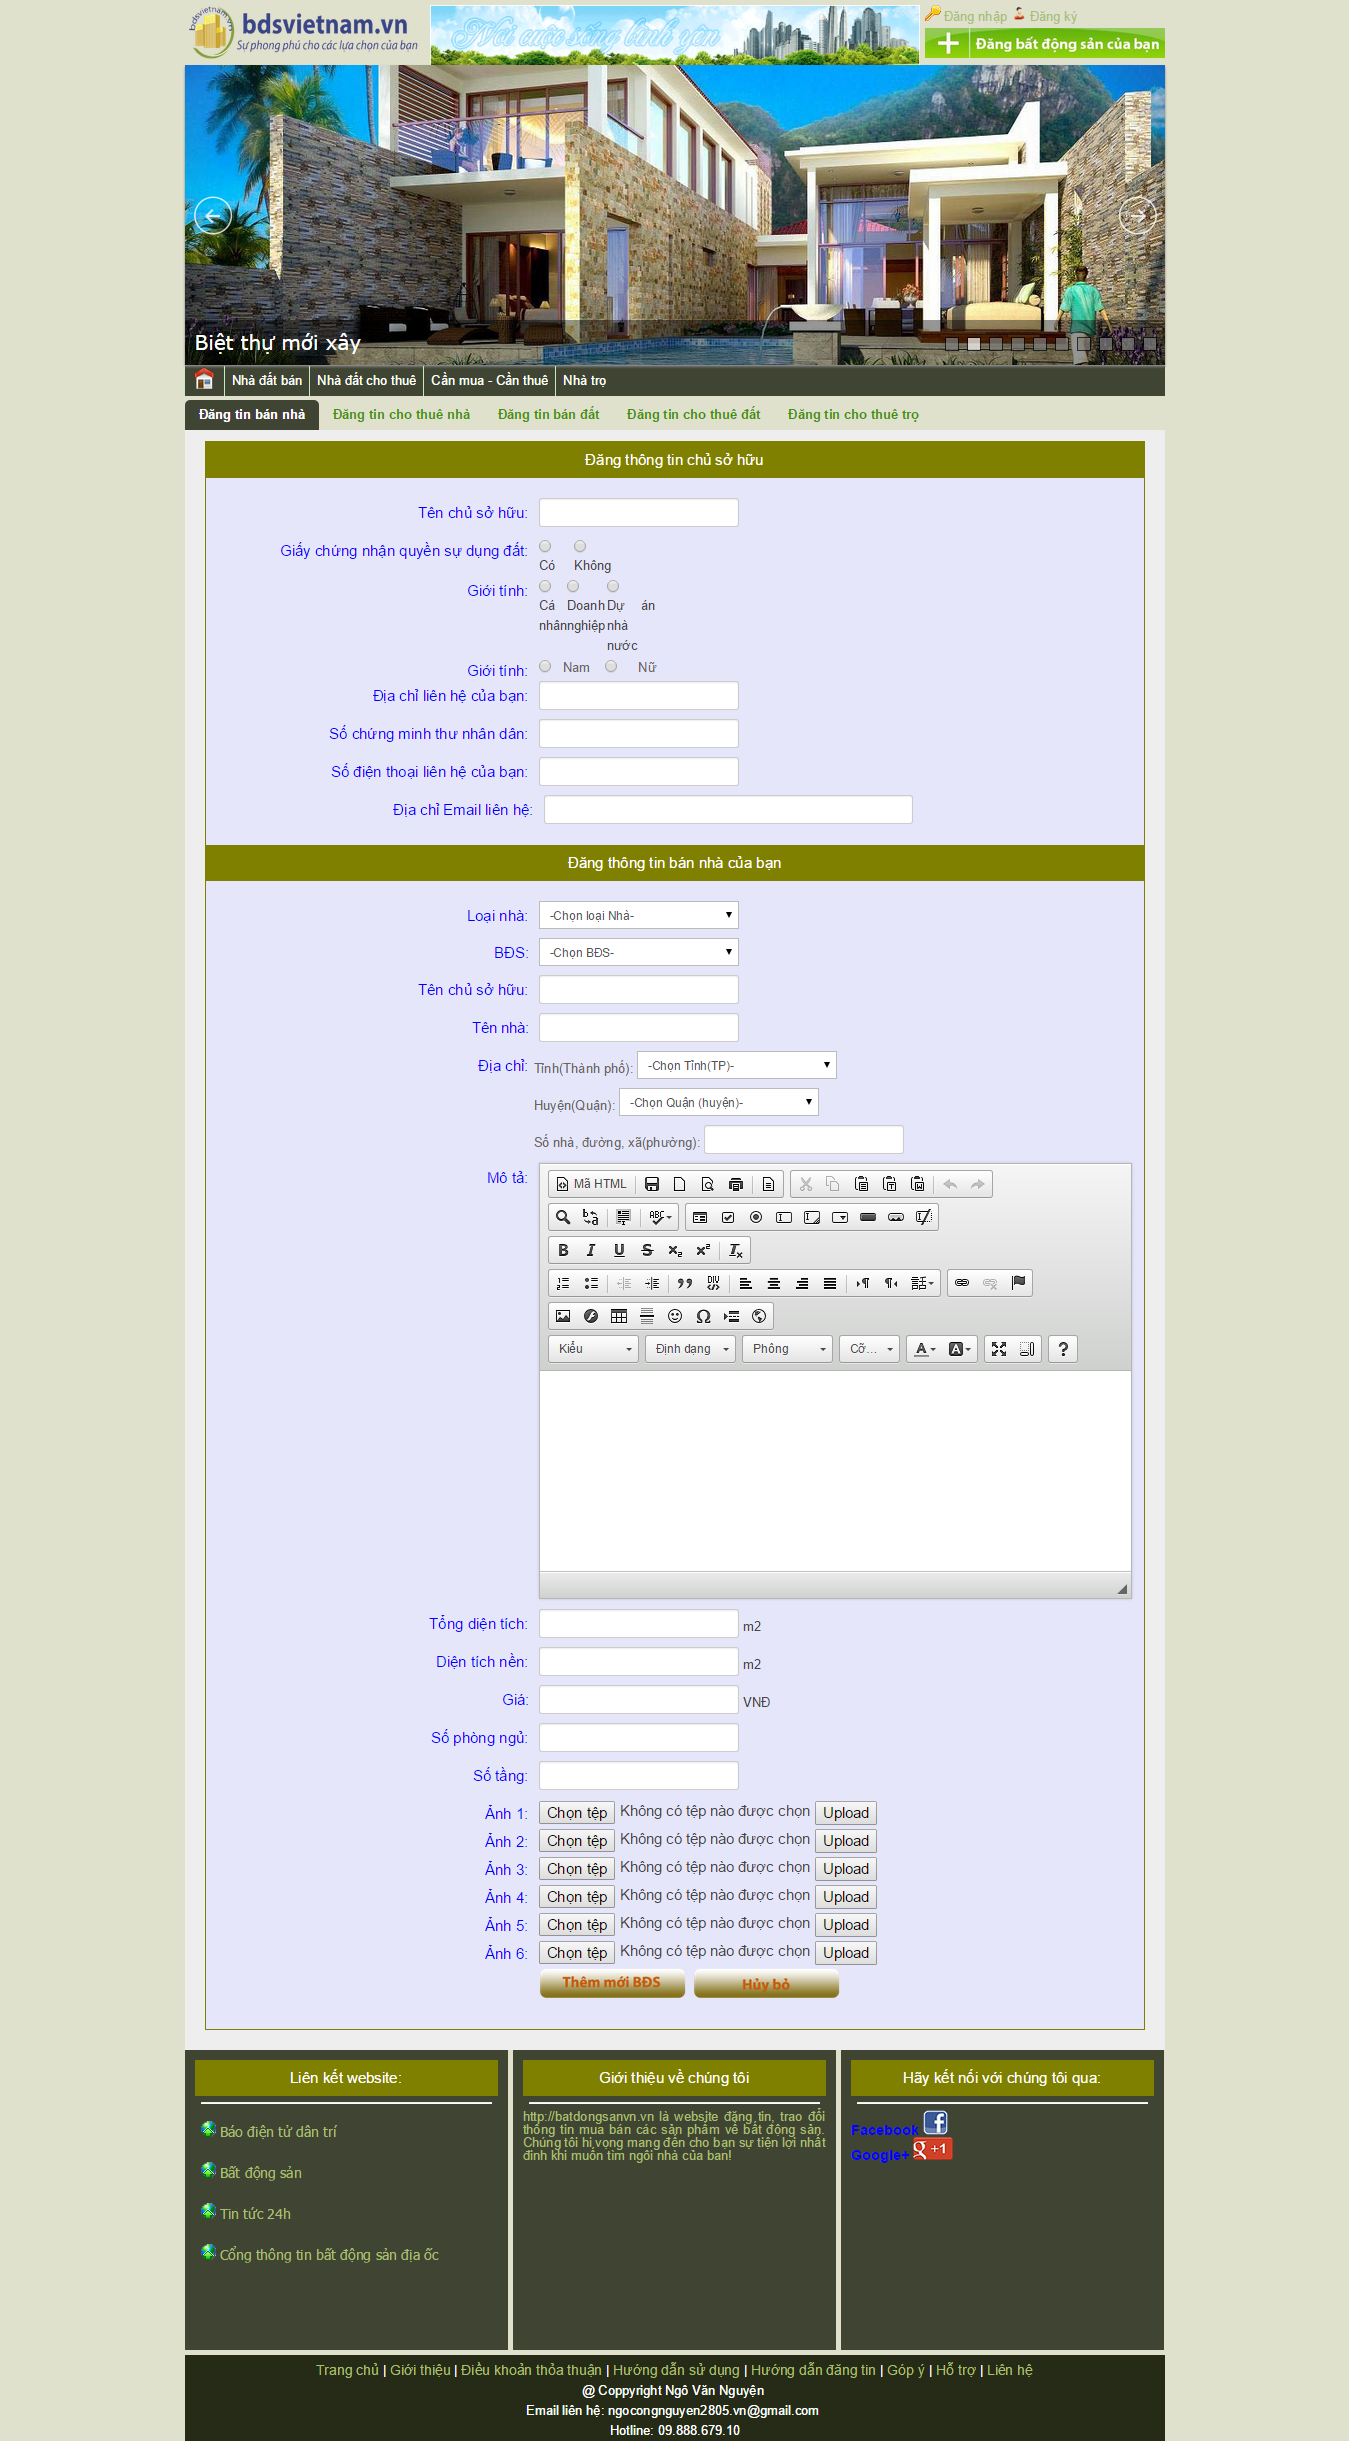 bdsvietnam.vn
Sự phong phú cho các lựa chọn của bạn
Nơi cuộc sống bình yên
Đăng nhập Đăng ký
Đăng bất động sản của bạn
Biệt thự mới xây
Nhà đất bán Nhà đất cho thuê Cần mua - Cần thuê Nhà trọ
Đăng tin bán nhà Đăng tin cho thuê nhà Đăng tin bán đất Đăng tin cho thuê đất Đăng tin cho thuê trọ
Đăng thông tin chủ sở hữu
Tên chủ sở hữu:
Giấy chứng nhận quyền sự dụng đất:
Có Không
Giới tính:
Cá Doanh Dự án
nhân nghiệp nhà
nước
Giới tính: Nam Nữ
Địa chỉ liên hệ của bạn:
Số chứng minh thư nhân dân:
Số điện thoại liên hệ của bạn:
Địa chỉ Email liên hệ:
Đăng thông tin bán nhà của bạn
Loại nhà: -Chọn loại Nhà-
BĐS: -Chọn BĐS-
Tên chủ sở hữu:
Tên nhà:
Địa chỉ: Tỉnh(Thành phố): -Chọn Tỉnh(TP)-
Huyện(Quận): -Chọn Quận (huyện)-
Số nhà, đường, xã(phường):
Mô tả: Mã HTML
Kiểu Định dạng Phông Cỡ...
Tổng diện tích: m2
Diện tích nền: m2
Giá: VNĐ
Số phòng ngủ:
Số tầng:
Ảnh 1: Chọn tệp Không có tệp nào được chọn Upload
Ảnh 2: Chọn tệp Không có tệp nào được chọn Upload
Ảnh 3: Chọn tệp Không có tệp nào được chọn Upload
Ảnh 4: Chọn tệp Không có tệp nào được chọn Upload
Ảnh 5: Chọn tệp Không có tệp nào được chọn Upload
Ảnh 6: Chọn tệp Không có tệp nào được chọn Upload
Thêm mới BĐS Hủy bỏ
Liên kết website:
Báo điện tử dân trí
Bất động sản
Tin tức 24h
Cổng thông tin bất động sản địa ốc
Giới thiệu về chúng tôi
http://batdongsanvn.vn là website đăng tin, trao đổi
thông tin mua bán các sản phẩm về bất động sản.
Chúng tôi hi vọng mang đến cho bạn sự tiện lợi nhất
định khi muốn tìm ngôi nhà của bạn!
Hãy kết nối với chúng tôi qua:
Facebook
Google+ +1
Trang chủ | Giới thiệu | Điều khoản thỏa thuận | Hướng dẫn sử dụng | Hướng dẫn đăng tin | Góp ý | Hỗ trợ | Liên hệ
@ Coppyright Ngô Văn Nguyện
Email liên hệ: ngocongnguyen2805.vn@gmail.com
Hotline: 09.888.679.10